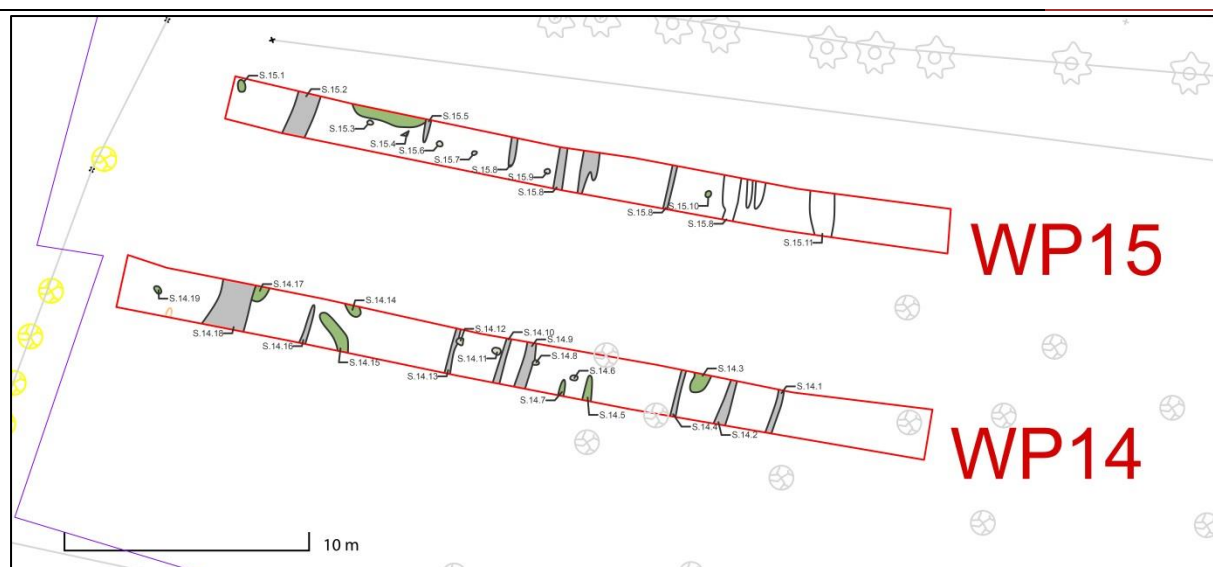 S.15.1
S.15.2
S.15.3
S.15.4
S.15.5
S.15.6
S.15.7
S.15.8
S.15.9
S.15.8
S.15.8
S.15.10
S.15.8
S.15.11
WP15
S.14.19
S.14.17
S.14.18
S.14.16
S.14.14
S.14.15
S.14.12
S.14.13
S.14.10
S.14.11
S.14.9
S.14.8
S.14.6
S.14.7
S.14.5
S.14.3
S.14.4
S.14.2
S.14.1
WP14
10 m